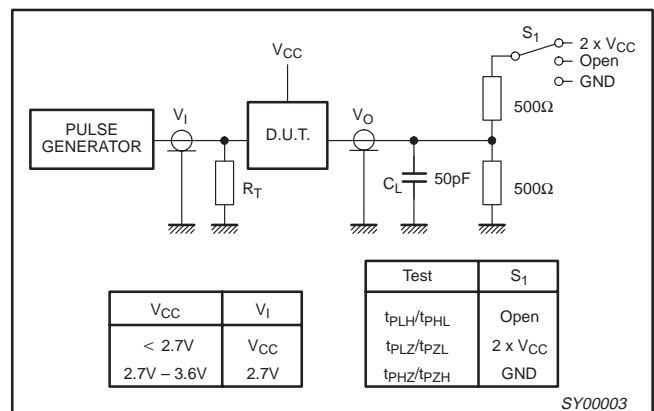 S1
2 x VCC
Open
GND
VCC
500Ω
PULSE
GENERATOR
VI
D.U.T.
VO
RT
CL
50pF
500Ω
VCC VI
< 2.7V VCC
2.7V – 3.6V 2.7V
Test S1
tPLH/tPHL Open
tPLZ/tPZL 2 x VCC
tPHZ/tPZH GND
SY00003